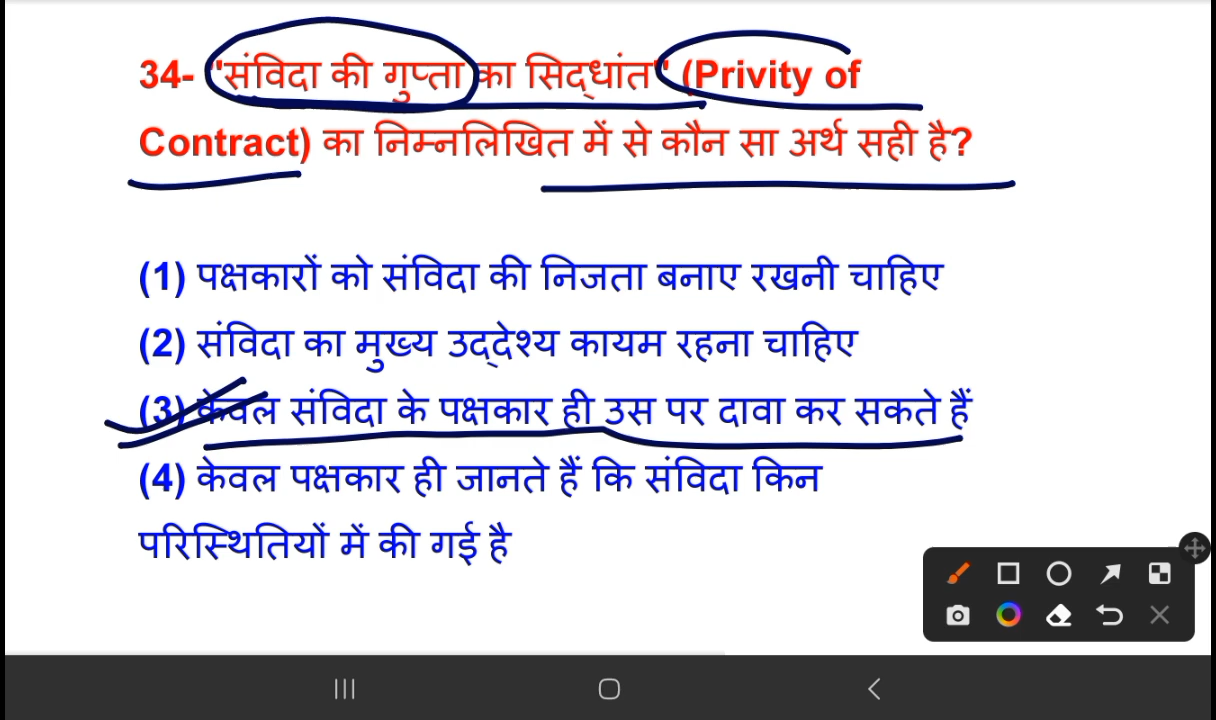 34- "संविदा की गुप्ता का सिद्धांत" (Privity of
Contract) का निम्नलिखित में से कौन सा अर्थ सही है?
(1) पक्षकारों को संविदा की निजता बनाए रखनी चाहिए
(2) संविदा का मुख्य उद्देश्य कायम रहना चाहिए
(3) केवल संविदा के पक्षकार ही उस पर दावा कर सकते हैं
(4) केवल पक्षकार ही जानते हैं कि संविदा किन
परिस्थितियों में की गई है